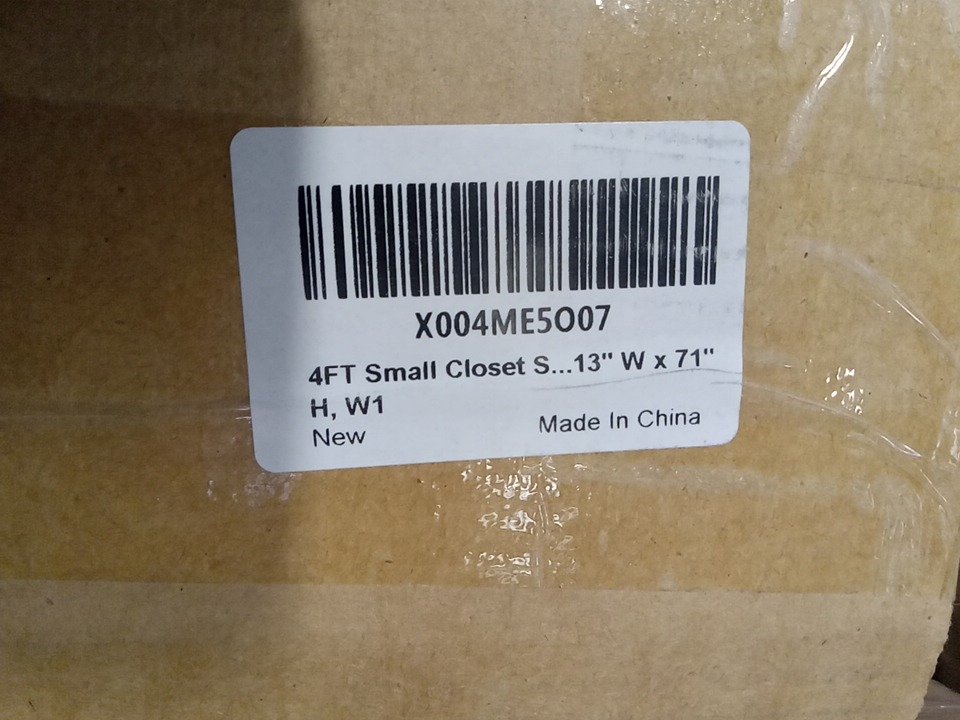 X004ME5O07
4FT Small Closet S...13" W x 71"
H, W1
New
Made In China